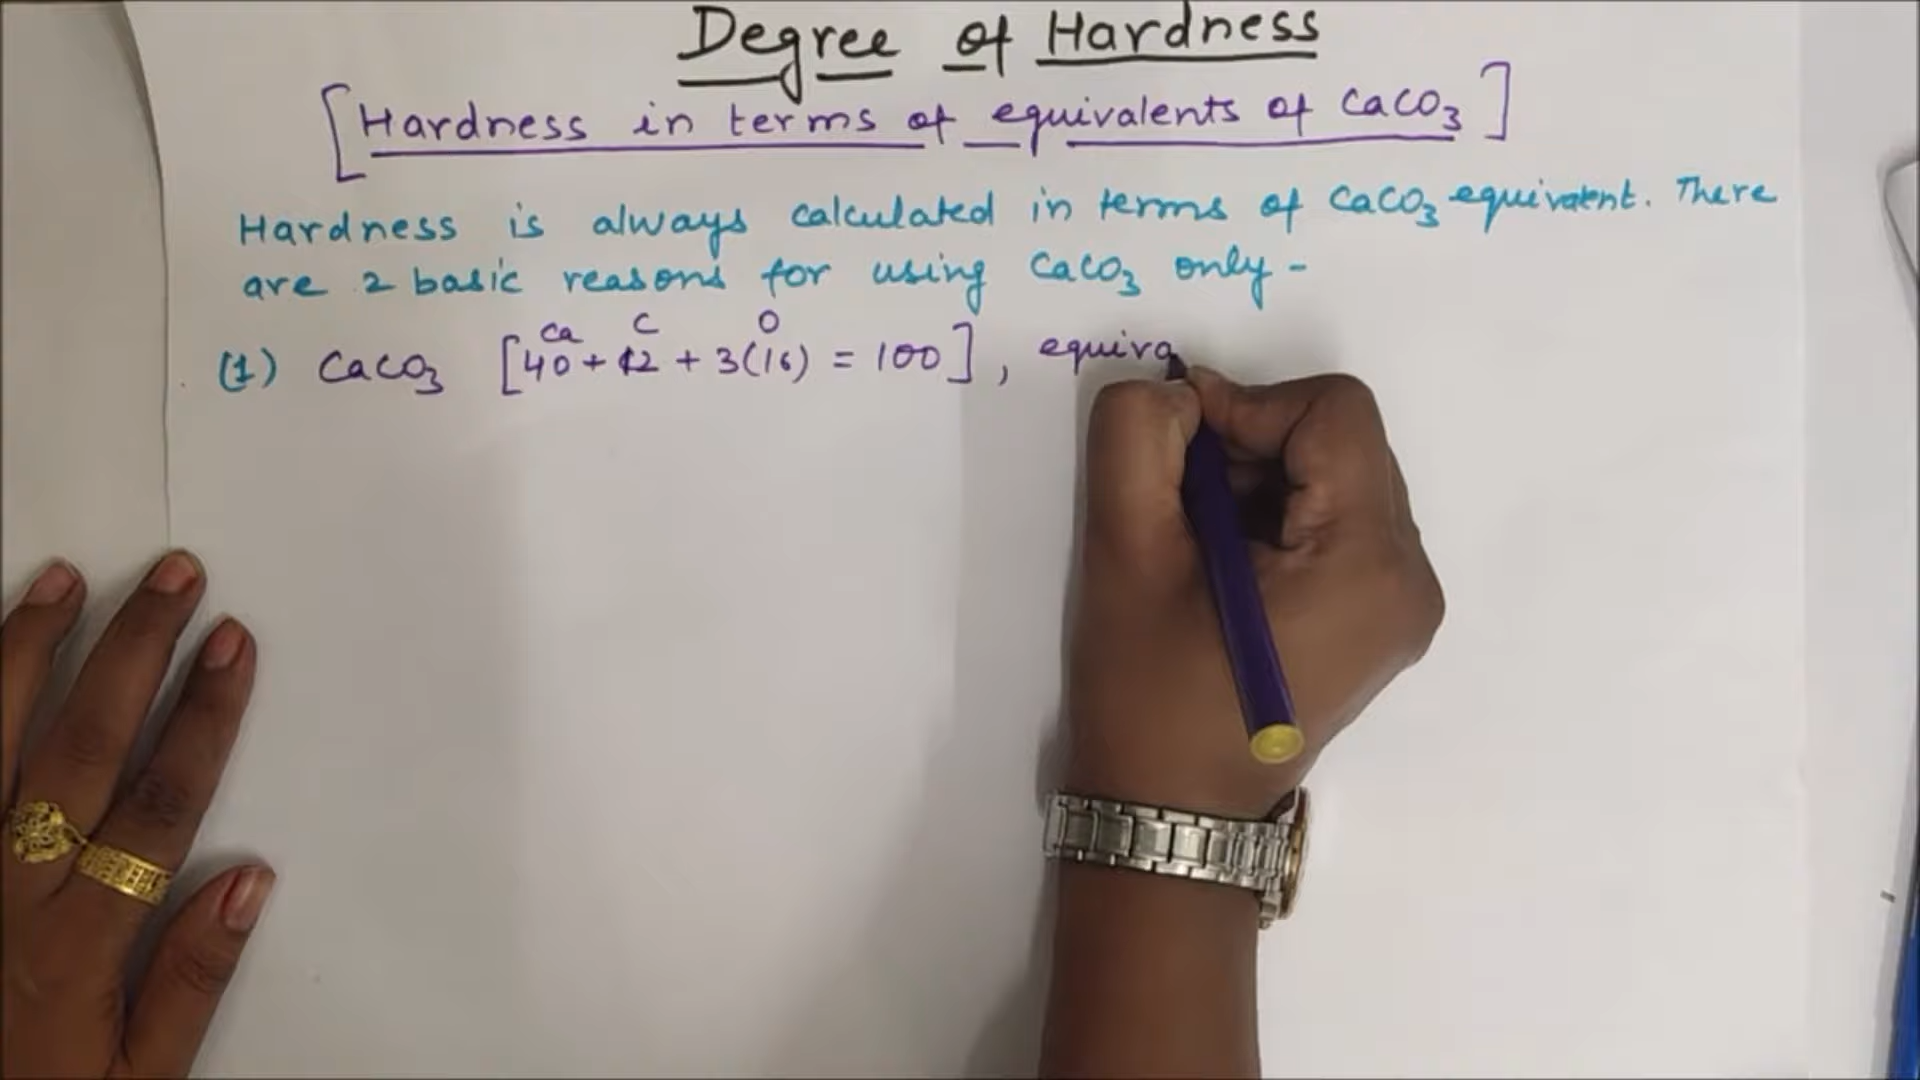 Degree of Hardness
[Hardness in terms of equivalents of CaCO3]
Hardness is always calculated in terms of CaCO3 equivalent. There
are 2 basic reasons for using CaCO3 only -
Ca C O
(1) CaCO3 [40 + 12 + 3(16) = 100], equiva